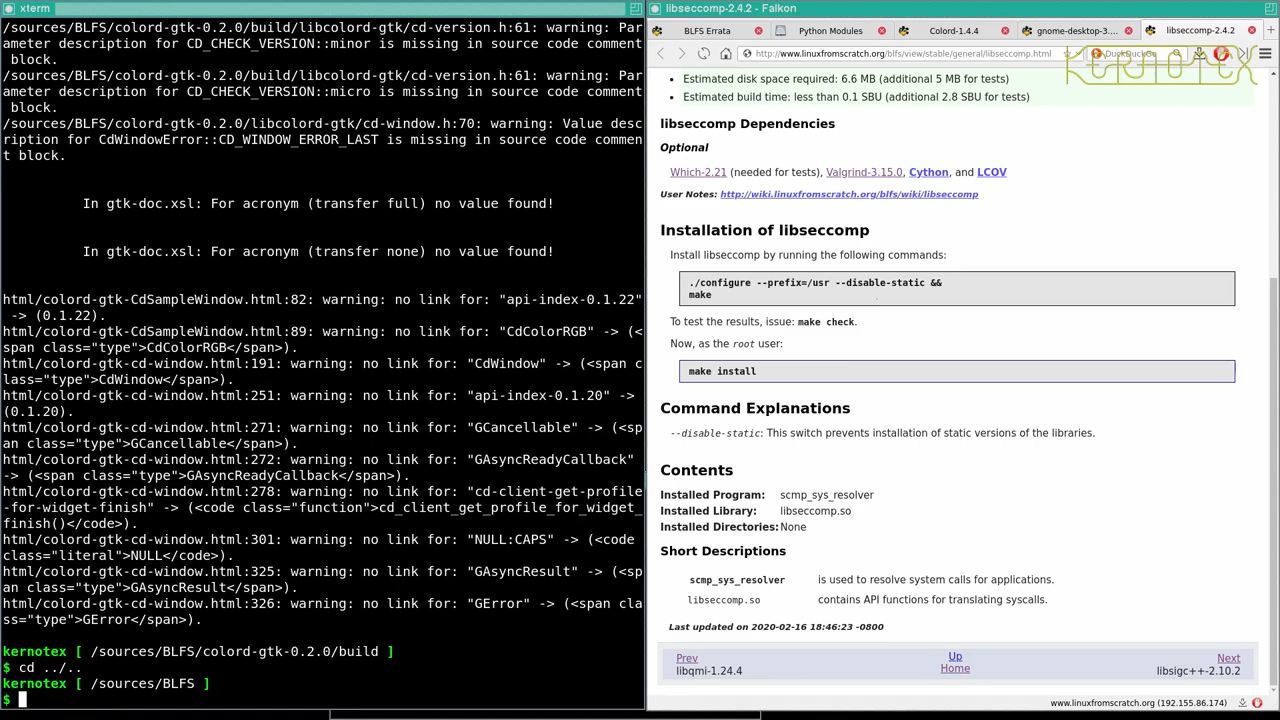 xterm
/sources/BLFS/colord-gtk-0.2.0/build/libcolord-gtk/cd-version.h:61: warning: Par
ameter description for CD_CHECK_VERSION::minor is missing in source code comment
 block.
/sources/BLFS/colord-gtk-0.2.0/build/libcolord-gtk/cd-version.h:61: warning: Par
ameter description for CD_CHECK_VERSION::micro is missing in source code comment
 block.
/sources/BLFS/colord-gtk-0.2.0/libcolord-gtk/cd-window.h:70: warning: Value desc
ription for CdWindowError::CD_WINDOW_ERROR_LAST is missing in source code commen
t block.
In gtk-doc.xsl: For acronym (transfer full) no value found!
In gtk-doc.xsl: For acronym (transfer none) no value found!
html/colord-gtk-CdSampleWindow.html:82: warning: no link for: "api-index-0.1.22"
 -> (0.1.22).
html/colord-gtk-CdSampleWindow.html:89: warning: no link for: "CdColorRGB" -> (<
span class="type">CdColorRGB</span>).
html/colord-gtk-cd-window.html:191: warning: no link for: "CdWindow" -> (<span c
lass="type">CdWindow</span>).
html/colord-gtk-cd-window.html:251: warning: no link for: "api-index-0.1.20" ->
(0.1.20).
html/colord-gtk-cd-window.html:271: warning: no link for: "GCancellable" -> (<sp
an class="type">GCancellable</span>).
html/colord-gtk-cd-window.html:272: warning: no link for: "GAsyncReadyCallback"
-> (<span class="type">GAsyncReadyCallback</span>).
html/colord-gtk-cd-window.html:278: warning: no link for: "cd-client-get-profile
-for-widget-finish" -> (<code class="function">cd_client_get_profile_for_widget_
finish()</code>).
html/colord-gtk-cd-window.html:301: warning: no link for: "NULL:CAPS" -> (<code
class="literal">NULL</code>).
html/colord-gtk-cd-window.html:325: warning: no link for: "GAsyncResult" -> (<sp
an class="type">GAsyncResult</span>).
html/colord-gtk-cd-window.html:326: warning: no link for: "GError" -> (<span cla
ss="type">GError</span>).
kernotex [ /sources/BLFS/colord-gtk-0.2.0/build ]
$ cd ../..
kernotex [ /sources/BLFS ]
$
libseccomp-2.4.2 - Falkon
BLFS Errata
Python Modules
Colord-1.4.4
gnome-desktop-3....
libseccomp-2.4.2
http://www.linuxfromscratch.org/blfs/view/stable/general/libseccomp.html
DuckDuckGo
KERNOTEX
• Estimated disk space required: 6.6 MB (additional 5 MB for tests)
• Estimated build time: less than 0.1 SBU (additional 2.8 SBU for tests)
libseccomp Dependencies
Optional
Which-2.21 (needed for tests), Valgrind-3.15.0, Cython, and LCOV
User Notes: http://wiki.linuxfromscratch.org/blfs/wiki/libseccomp
Installation of libseccomp
Install libseccomp by running the following commands:
./configure --prefix=/usr --disable-static &&
make
To test the results, issue: make check.
Now, as the root user:
make install
Command Explanations
--disable-static: This switch prevents installation of static versions of the libraries.
Contents
Installed Program: scmp_sys_resolver
Installed Library: libseccomp.so
Installed Directories: None
Short Descriptions
scmp_sys_resolver is used to resolve system calls for applications.
libseccomp.so contains API functions for translating syscalls.
Last updated on 2020-02-16 18:46:23 -0800
Prev Up Next
libqmi-1.24.4 Home libsigc++-2.10.2
www.linuxfromscratch.org (192.155.86.174)